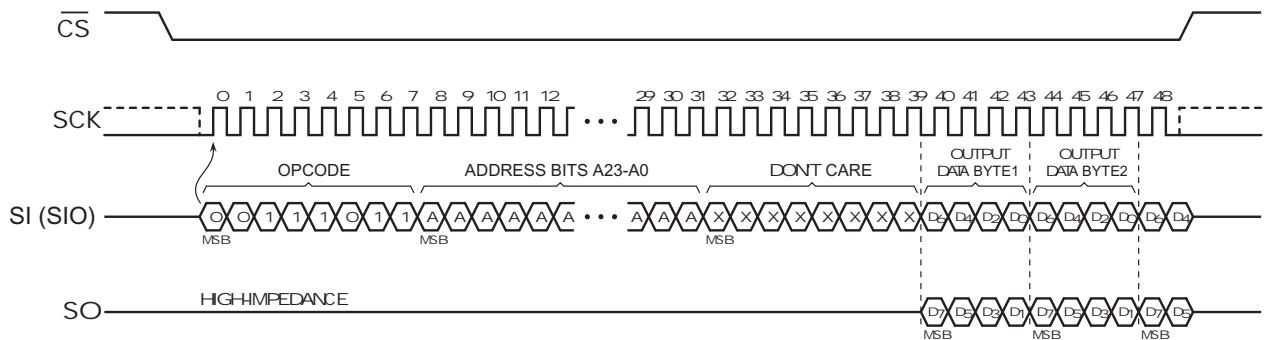 CS
SCK
0 1 2 3 4 5 6 7 8 9 10 11 12 29 30 31 32 33 34 35 36 37 38 39 40 41 42 43 44 45 46 47 48
OPCODE
ADDRESS BITS A23-A0
DON'T CARE
OUTPUT
DATA BYTE1
OUTPUT
DATA BYTE2
SI (SIO)
0 0 1 1 1 0 1 1 A A A A A A A A A X X X X X X X X D6 D4 D2 D0 D6 D4 D2 D0 D6 D4
MSB MSB MSB
SO
HIGH-IMPEDANCE
D7 D5 D3 D1 D7 D5 D3 D1 D7 D5
MSB MSB MSB